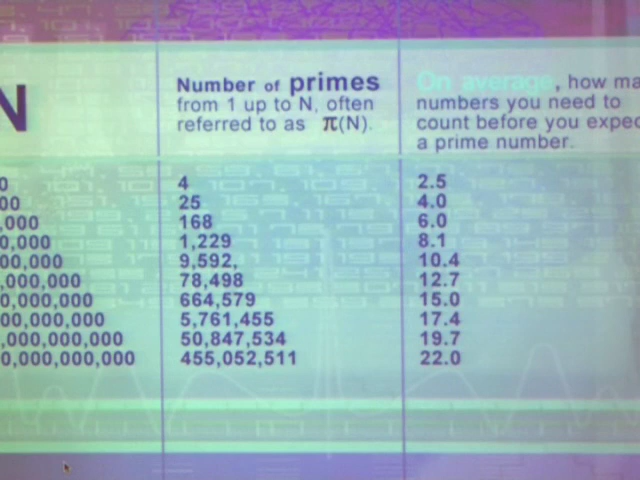 N
Number of primes
from 1 up to N, often
referred to as π(N).
On average, how ma
numbers you need to
count before you expec
a prime number.
0 4 2.5
00 25 4.0
,000 168 6.0
0,000 1,229 8.1
00,000 9,592, 10.4
,000,000 78,498 12.7
0,000,000 664,579 15.0
00,000,000 5,761,455 17.4
,000,000,000 50,847,534 19.7
0,000,000,000 455,052,511 22.0